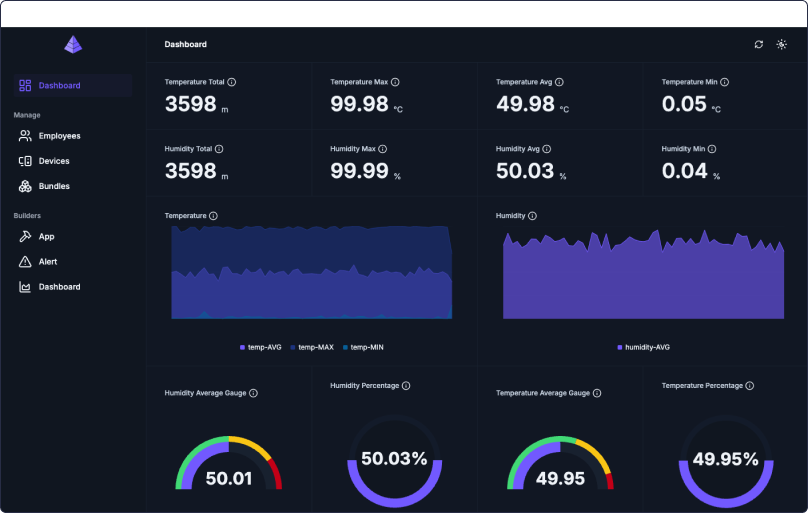 Dashboard
Dashboard
Manage
Employees
Devices
Bundles
Builders
App
Alert
Dashboard
Temperature Total
3598 m
Temperature Max
99.98 °C
Temperature Avg
49.98 °C
Temperature Min
0.05 °C
Humidity Total
3598 m
Humidity Max
99.99 %
Humidity Avg
50.03 %
Humidity Min
0.04 %
Temperature
temp-AVG temp-MAX temp-MIN
Humidity
humidity-AVG
Humidity Average Gauge
50.01
Humidity Percentage
50.03%
Temperature Average Gauge
49.95
Temperature Percentage
49.95%